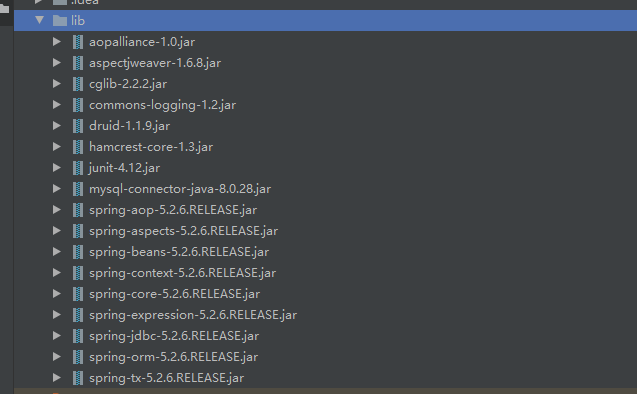 .idea
lib
aopalliance-1.0.jar
aspectjweaver-1.6.8.jar
cglib-2.2.2.jar
commons-logging-1.2.jar
druid-1.1.9.jar
hamcrest-core-1.3.jar
junit-4.12.jar
mysql-connector-java-8.0.28.jar
spring-aop-5.2.6.RELEASE.jar
spring-aspects-5.2.6.RELEASE.jar
spring-beans-5.2.6.RELEASE.jar
spring-context-5.2.6.RELEASE.jar
spring-core-5.2.6.RELEASE.jar
spring-expression-5.2.6.RELEASE.jar
spring-jdbc-5.2.6.RELEASE.jar
spring-orm-5.2.6.RELEASE.jar
spring-tx-5.2.6.RELEASE.jar